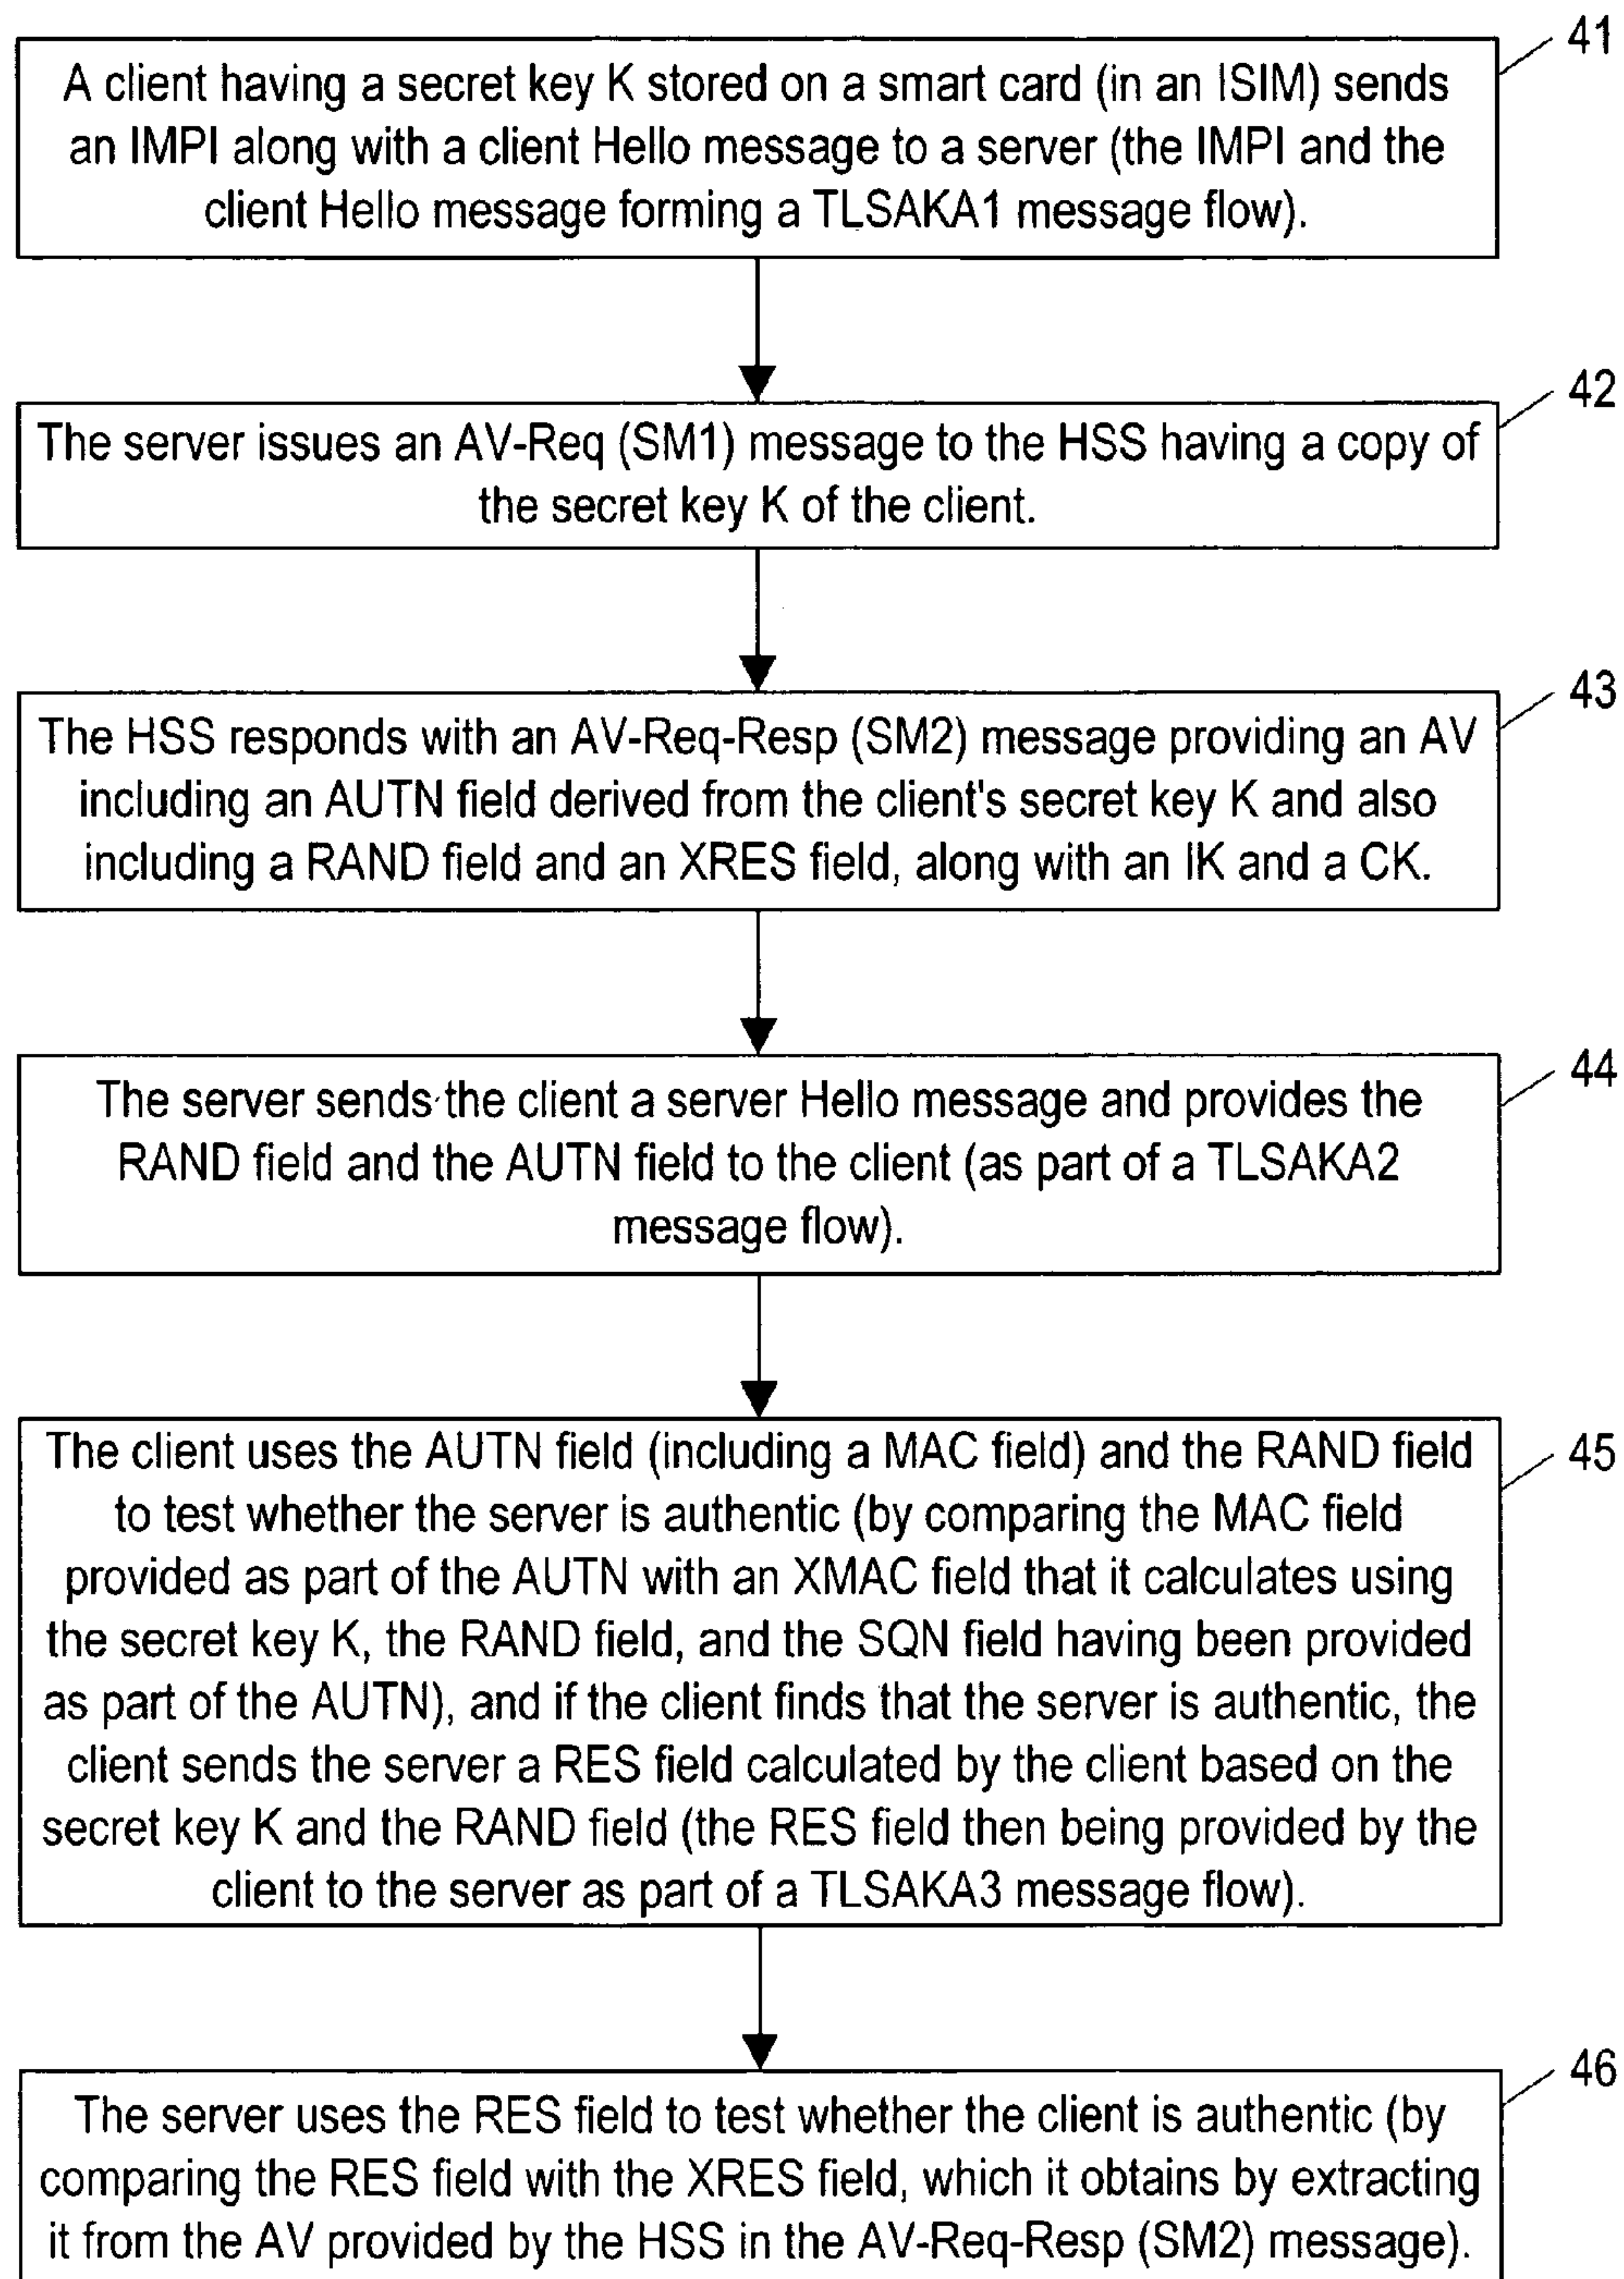 41
A client having a secret key K stored on a smart card (in an ISIM) sends
an IMPI along with a client Hello message to a server (the IMPI and the
client Hello message forming a TLSAKA1 message flow).
42
The server issues an AV-Req (SM1) message to the HSS having a copy of
the secret key K of the client.
43
The HSS responds with an AV-Req-Resp (SM2) message providing an AV
including an AUTN field derived from the client's secret key K and also
including a RAND field and an XRES field, along with an IK and a CK.
44
The server sends the client a server Hello message and provides the
RAND field and the AUTN field to the client (as part of a TLSAKA2
message flow).
45
The client uses the AUTN field (including a MAC field) and the RAND field
to test whether the server is authentic (by comparing the MAC field
provided as part of the AUTN with an XMAC field that it calculates using
the secret key K, the RAND field, and the SQN field having been provided
as part of the AUTN), and if the client finds that the server is authentic, the
client sends the server a RES field calculated by the client based on the
secret key K and the RAND field (the RES field then being provided by the
client to the server as part of a TLSAKA3 message flow).
46
The server uses the RES field to test whether the client is authentic (by
comparing the RES field with the XRES field, which it obtains by extracting
it from the AV provided by the HSS in the AV-Req-Resp (SM2) message).